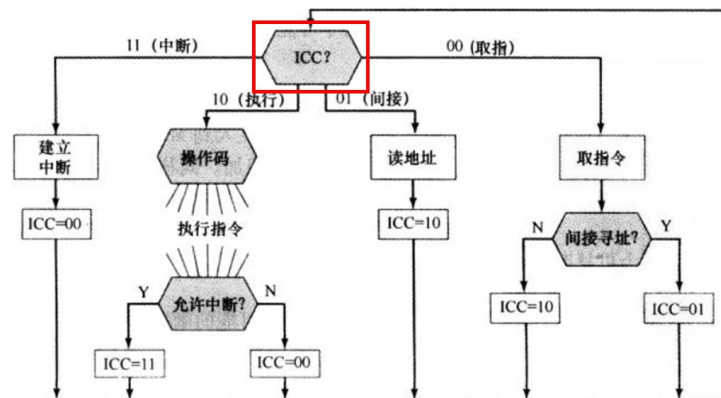 11 (中断)
ICC?
00 (取指)
10 (执行)
01 (间接)
建立
中断
操作码
读地址
取指令
ICC=00
执行指令
ICC=10
N
间接寻址?
Y
Y
允许中断?
N
ICC=10
ICC=01
ICC=11
ICC=00